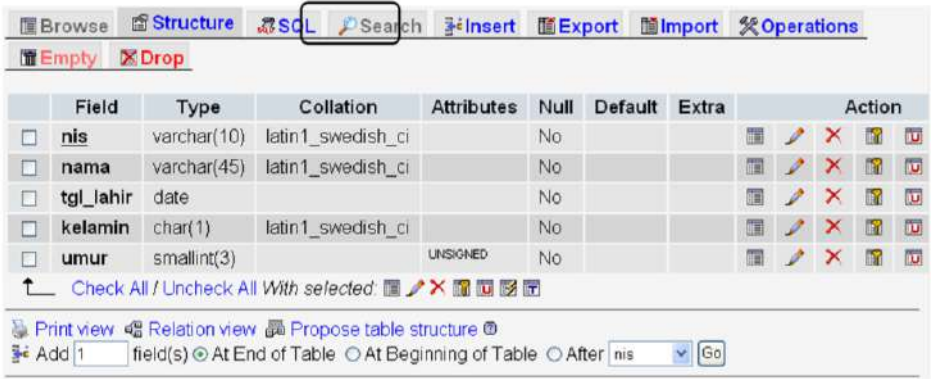 Browse Structure SQL Search Insert Export Import Operations
Empty Drop
Field Type Collation Attributes Null Default Extra Action
nis varchar(10) latin1_swedish_ci No
nama varchar(45) latin1_swedish_ci No
tgl_lahir date No
kelamin char(1) latin1_swedish_ci No
umur smallint(3) UNSIGNED No
Check All / Uncheck All With selected:
Print view Relation view Propose table structure
Add 1 field(s) At End of Table At Beginning of Table After nis Go